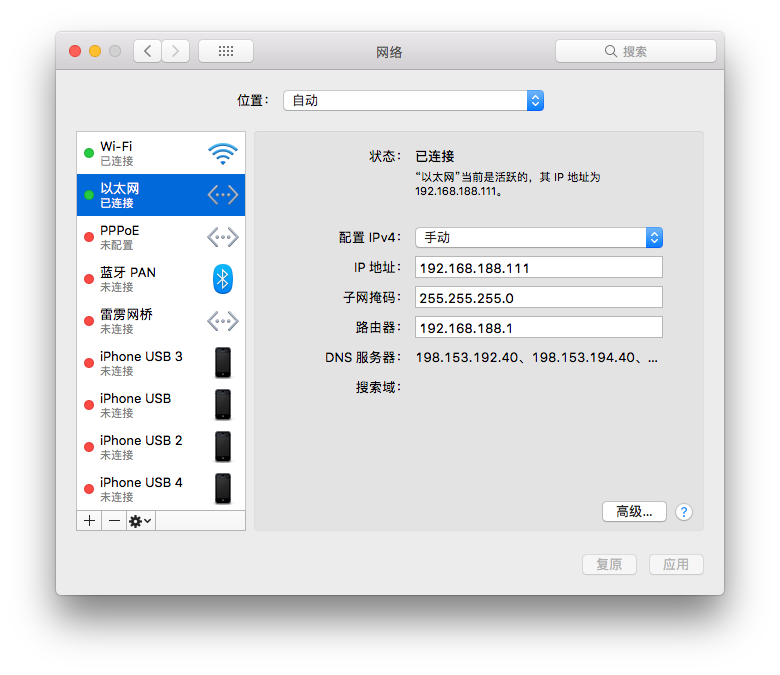 网络
搜索
位置： 自动
Wi-Fi
已连接
以太网
已连接
PPPoE
未配置
蓝牙 PAN
未连接
雷雳网桥
未连接
iPhone USB 3
未连接
iPhone USB
未连接
iPhone USB 2
未连接
iPhone USB 4
未连接
状态： 已连接
“以太网”当前是活跃的，其 IP 地址为
192.168.188.111。
配置 IPv4： 手动
IP 地址： 192.168.188.111
子网掩码： 255.255.255.0
路由器： 192.168.188.1
DNS 服务器： 198.153.192.40、198.153.194.40、...
搜索域：
高级...
?
复原
应用